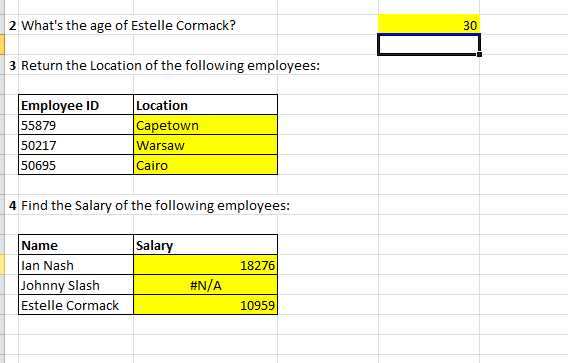 2 What's the age of Estelle Cormack? 30
3 Return the Location of the following employees:
Employee ID Location
55879 Capetown
50217 Warsaw
50695 Cairo
4 Find the Salary of the following employees:
Name Salary
Ian Nash 18276
Johnny Slash #N/A
Estelle Cormack 10959